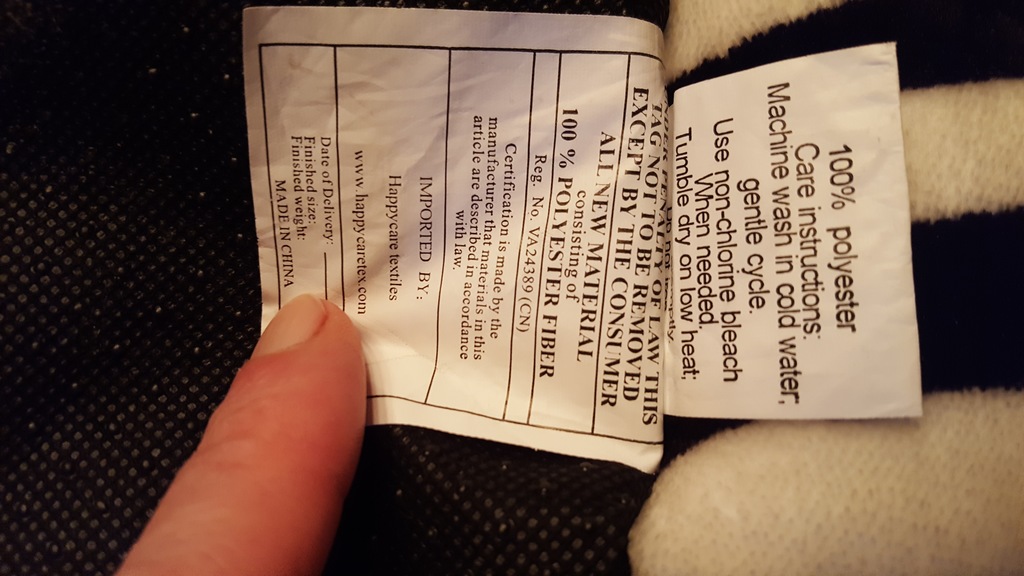 100% polyester
Care instructions:
Machine wash in cold water;
gentle cycle.
Use non-chlorine bleach
When needed.
Tumble dry on low heat;
OF LAW THIS
TAG NOT TO BE REMOVED
EXCEPT BY THE CONSUMER
ALL NEW MATERIAL
consisting of
100 % POLYESTER FIBER
Reg. No. VA24389 (CN)
Certification is made by the
manufacturer that materials in this
article are described in accordance
with law.
IMPORTED BY:
Happycare textiles
www.happycaretex.com
Date of Delivery:
Finished size:
Finished weight:
MADE IN CHINA